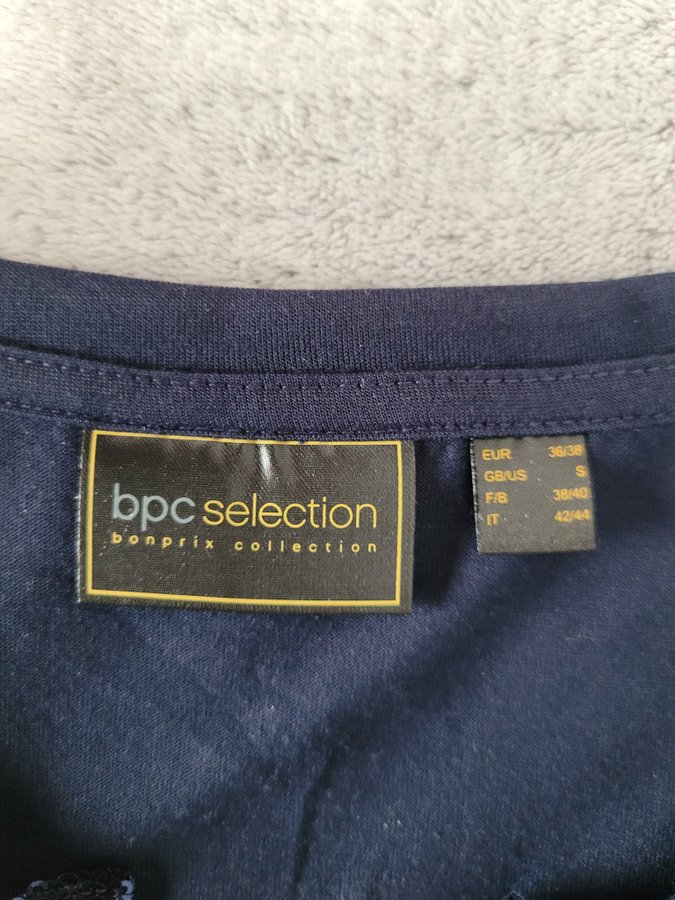 bpc selection
bonprix collection
EUR 36/38
GB/US S
F/B 38/40
IT 42/44